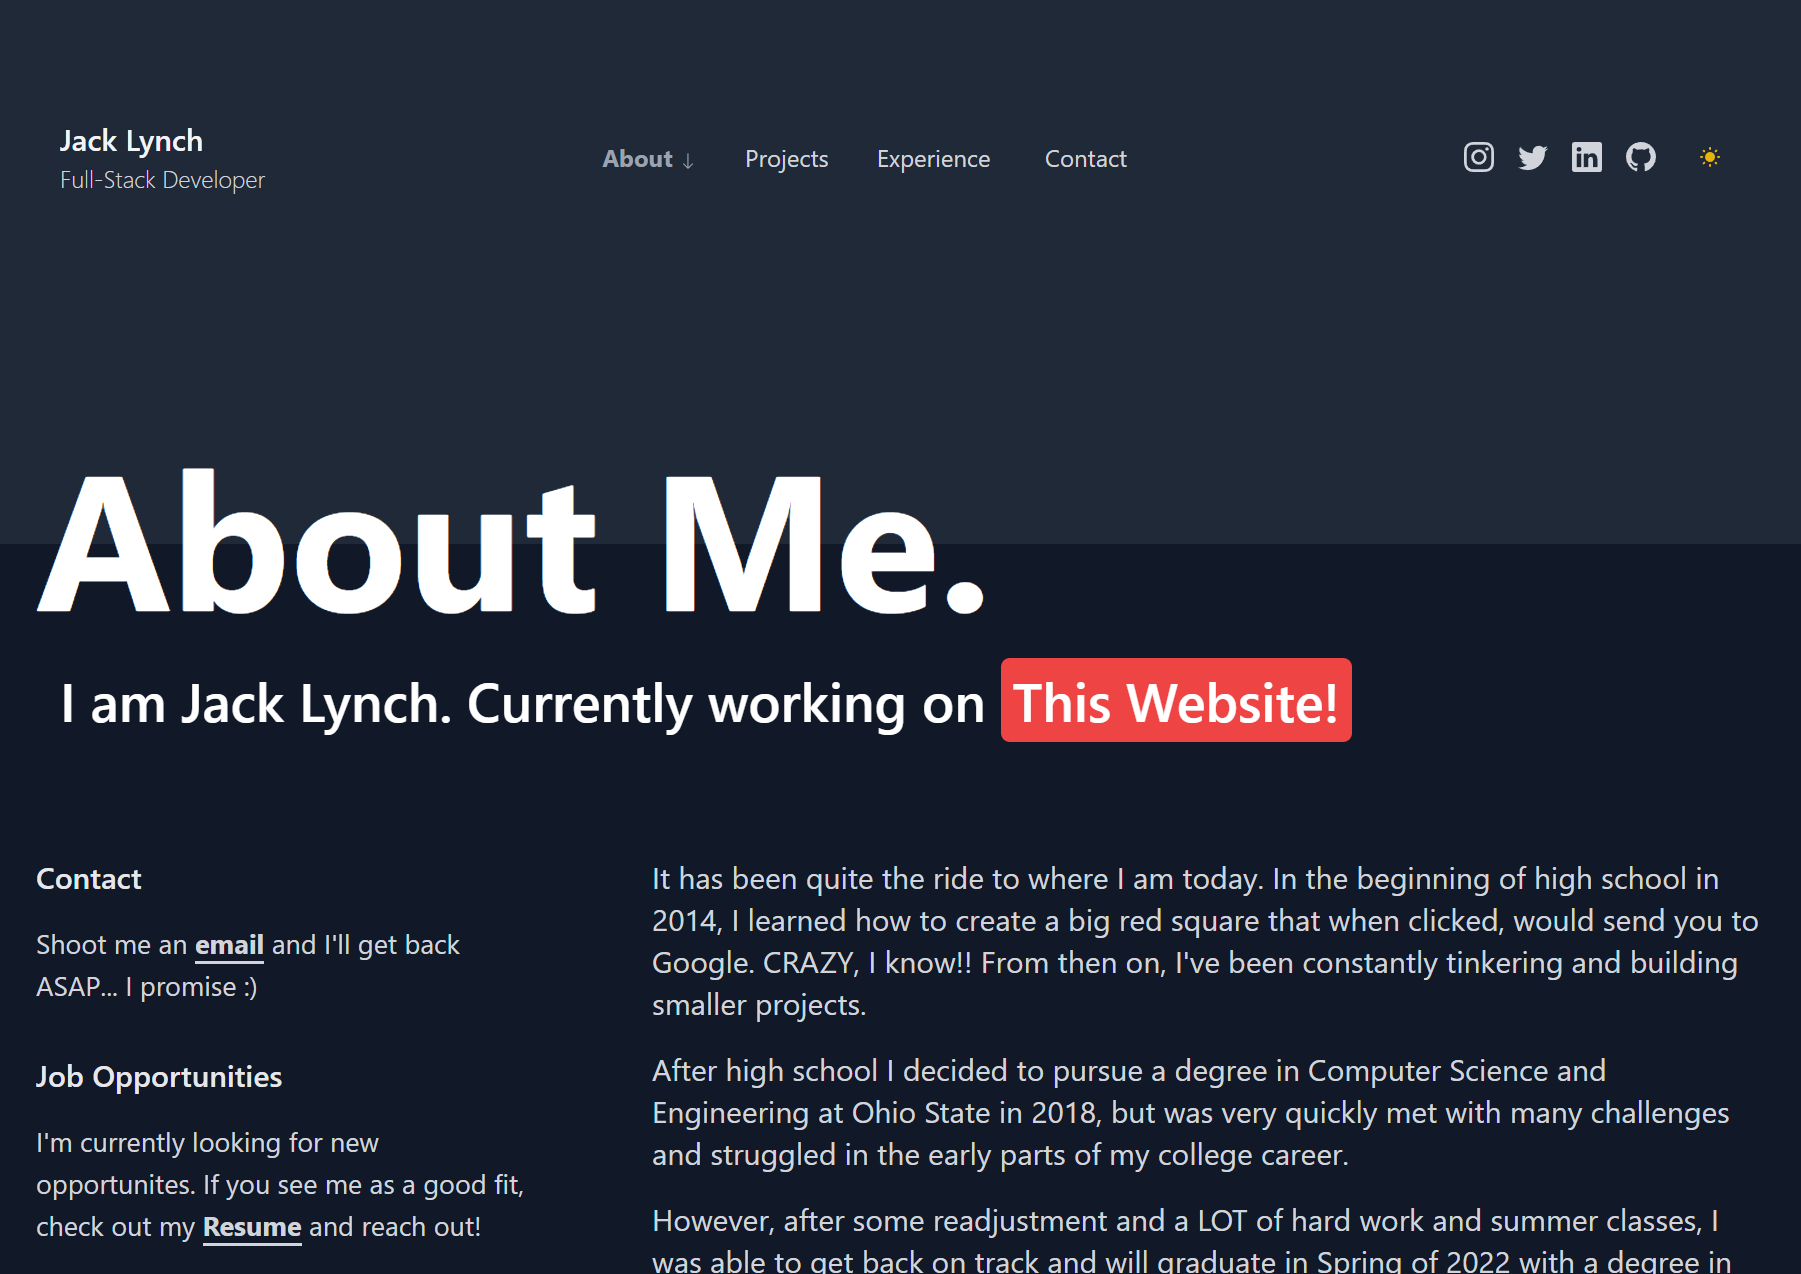 Jack Lynch
Full-Stack Developer
About ↓ Projects Experience Contact
About Me.
I am Jack Lynch. Currently working on This Website!
Contact
Shoot me an email and I'll get back
ASAP... I promise :)
Job Opportunities
I'm currently looking for new
opportunites. If you see me as a good fit,
check out my Resume and reach out!
It has been quite the ride to where I am today. In the beginning of high school in
2014, I learned how to create a big red square that when clicked, would send you to
Google. CRAZY, I know!! From then on, I've been constantly tinkering and building
smaller projects.
After high school I decided to pursue a degree in Computer Science and
Engineering at Ohio State in 2018, but was very quickly met with many challenges
and struggled in the early parts of my college career.
However, after some readjustment and a LOT of hard work and summer classes, I
was able to get back on track and will graduate in Spring of 2022 with a degree in